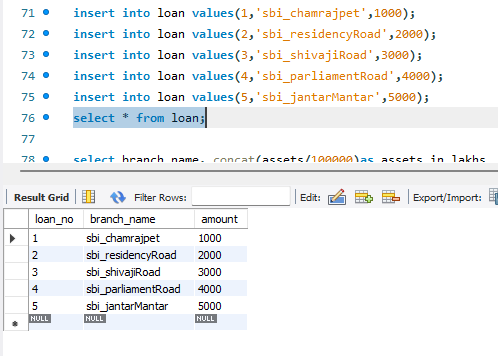 71 insert into loan values(1,'sbi_chamrajpet',1000);
72 insert into loan values(2,'sbi_residencyRoad',2000);
73 insert into loan values(3,'sbi_shivajiRoad',3000);
74 insert into loan values(4,'sbi_parliamentRoad',4000);
75 insert into loan values(5,'sbi_jantarMantar',5000);
76 select * from loan;
77
78 select branch_name, concat(assets/100000)as assets_in_lakhs
Result Grid Filter Rows: Edit: Export/Import:
loan_no branch_name amount
1 sbi_chamrajpet 1000
2 sbi_residencyRoad 2000
3 sbi_shivajiRoad 3000
4 sbi_parliamentRoad 4000
5 sbi_jantarMantar 5000
NULL NULL NULL